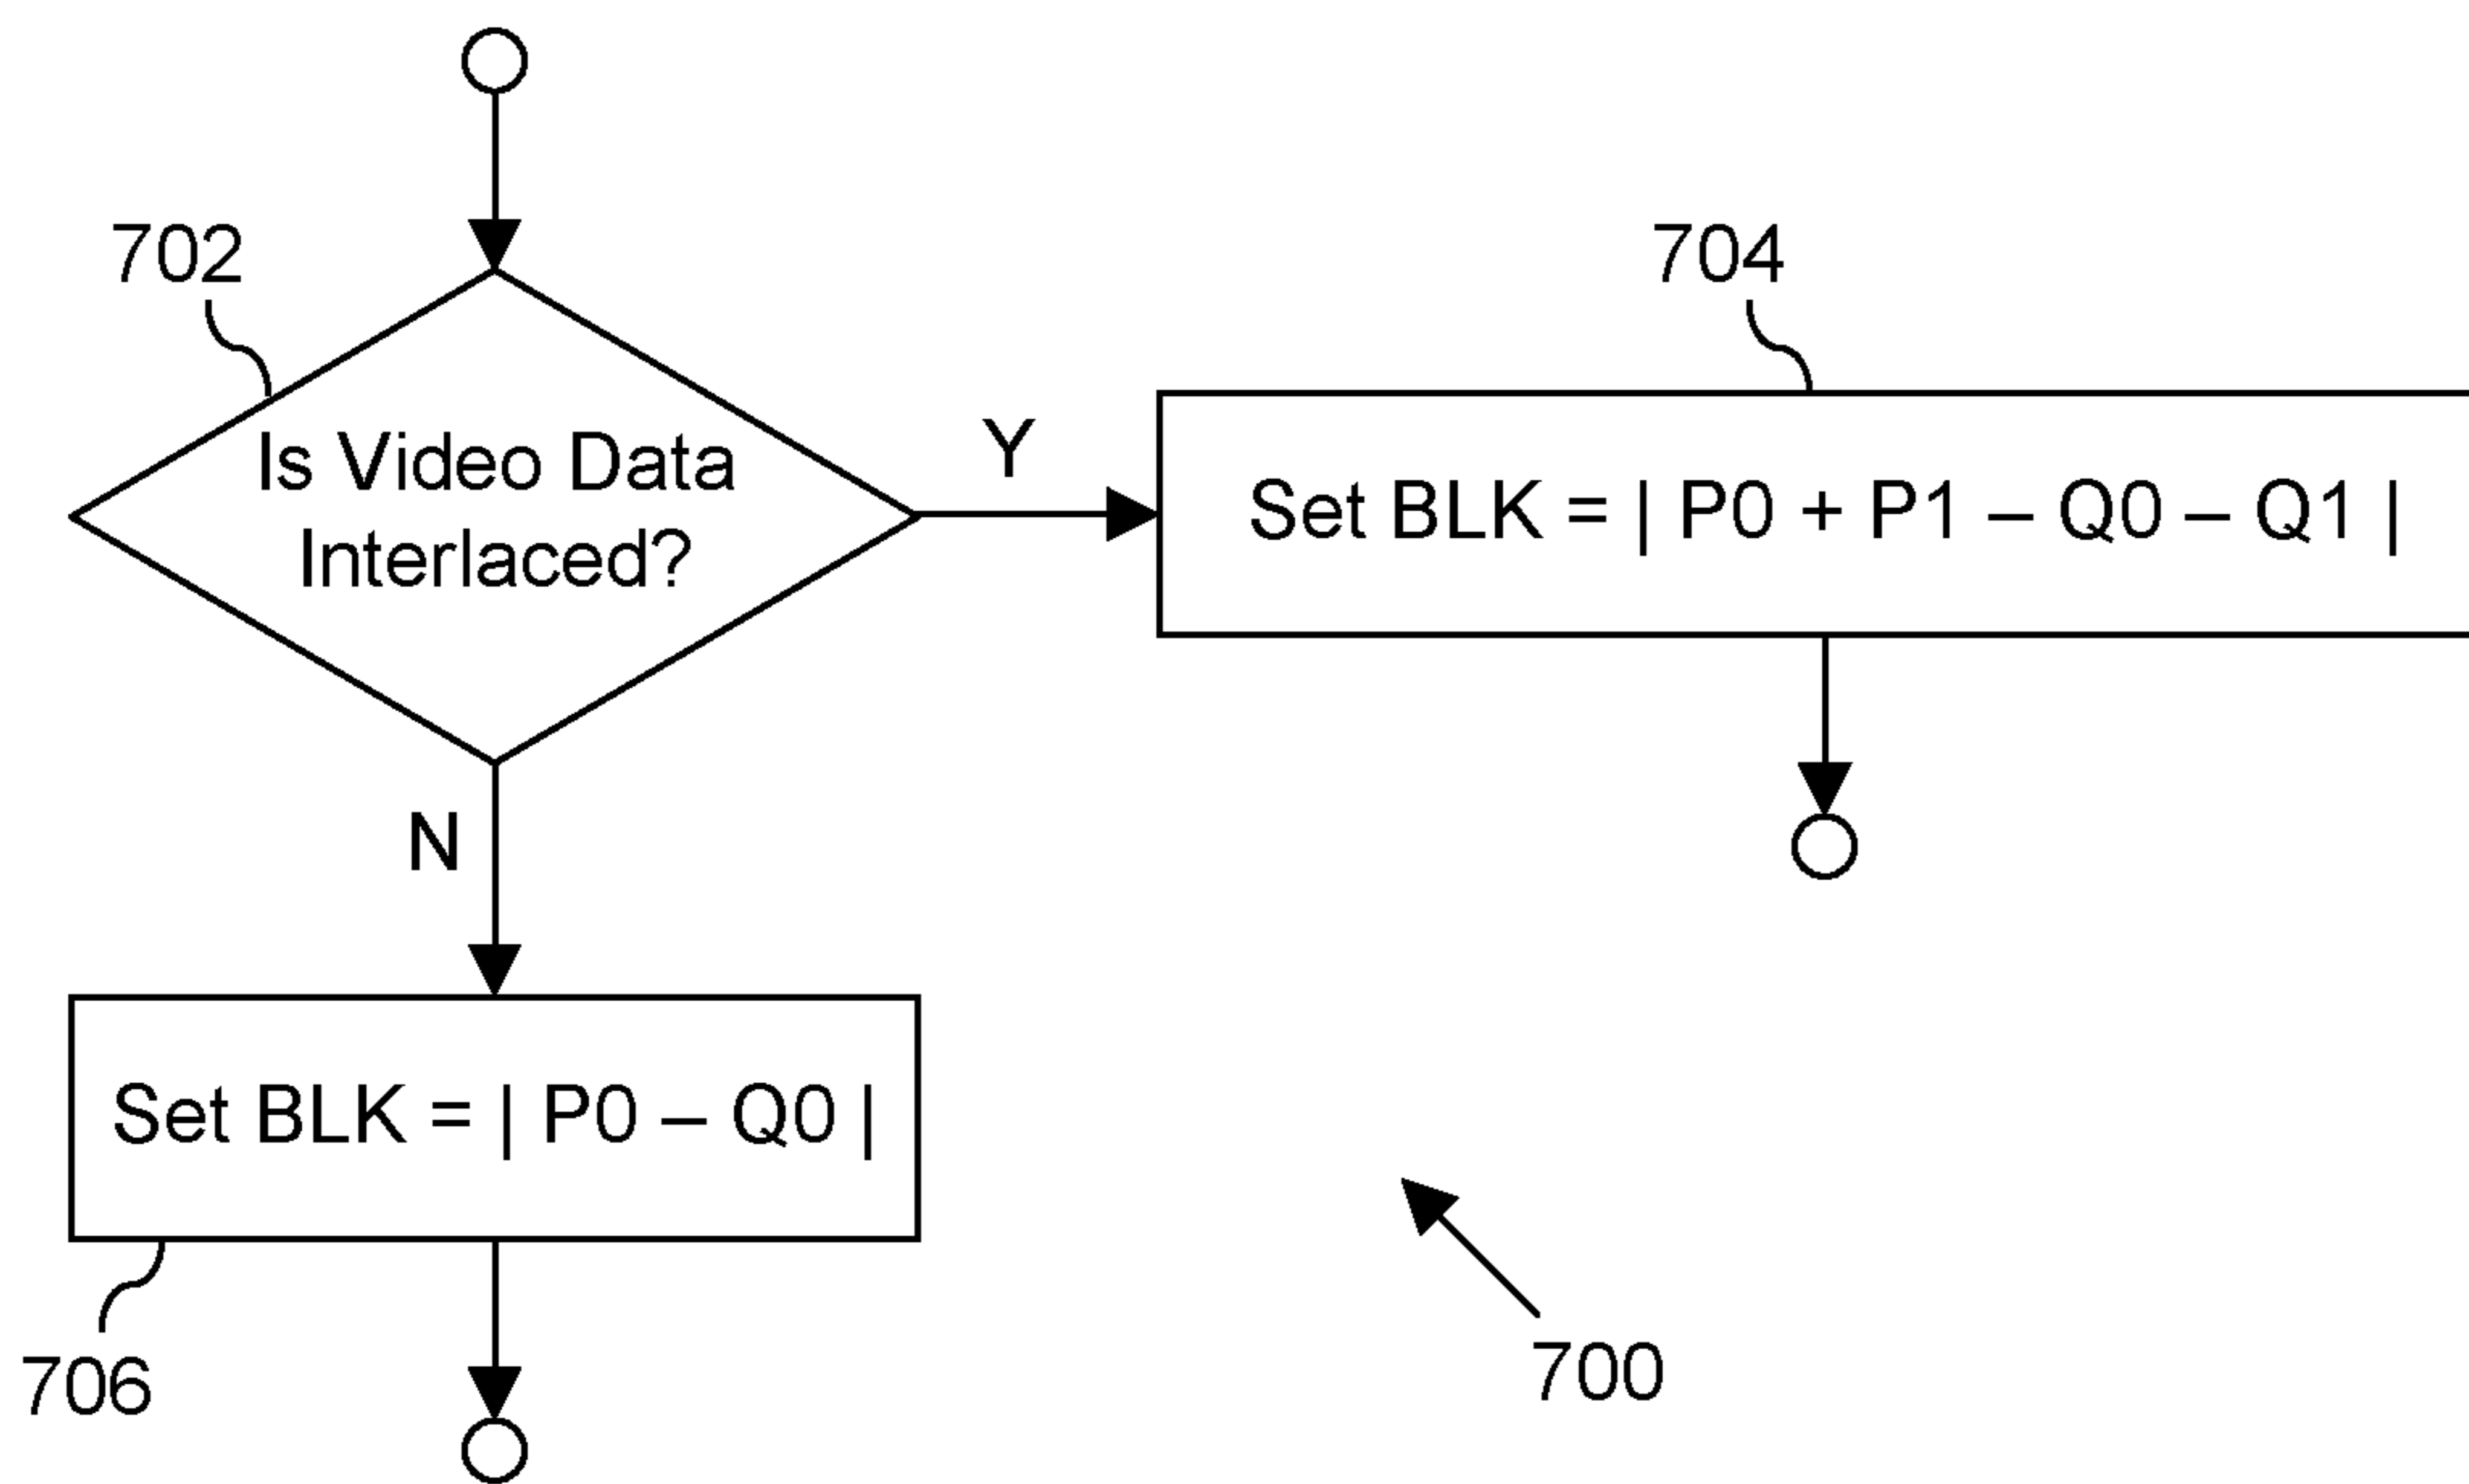 702
704
Is Video Data
Interlaced?
Y
Set BLK = | P0 + P1 – Q0 – Q1 |
N
Set BLK = | P0 – Q0 |
706
700